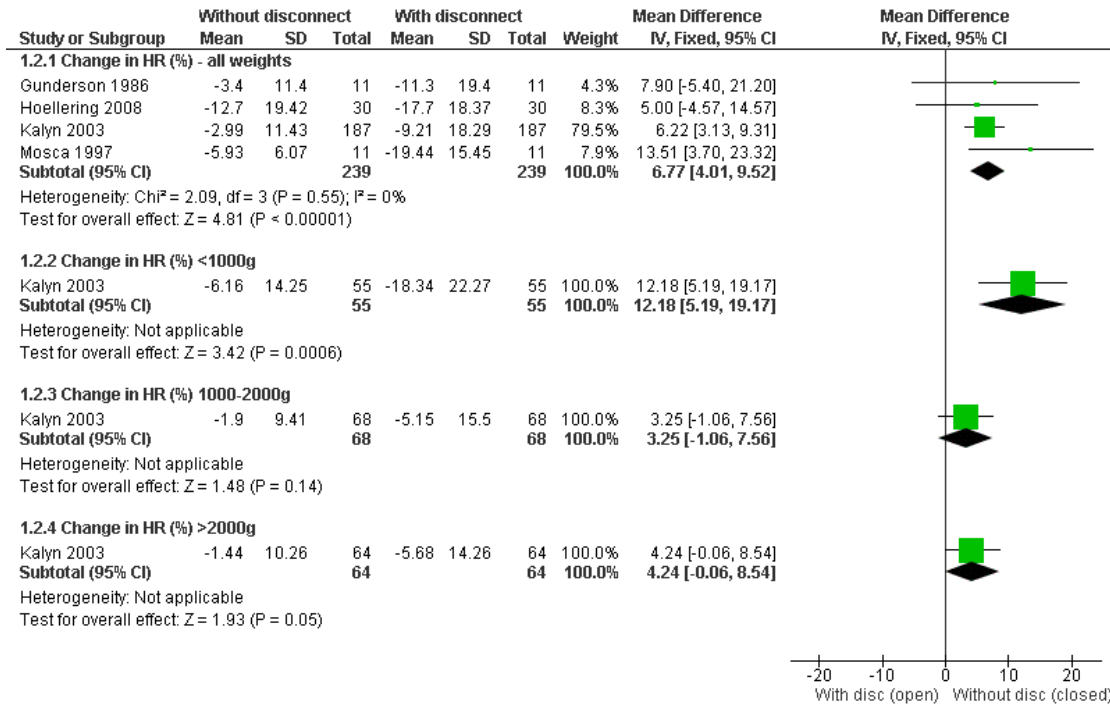 Without disconnect With disconnect Mean Difference Mean Difference
Study or Subgroup Mean SD Total Mean SD Total Weight IV, Fixed, 95% CI IV, Fixed, 95% CI
1.2.1 Change in HR (%) - all weights
Gunderson 1986 -3.4 11.4 11 -11.3 19.4 11 4.3% 7.90 [-5.40, 21.20]
Hoellering 2008 -12.7 19.42 30 -17.7 18.37 30 8.3% 5.00 [-4.57, 14.57]
Kalyn 2003 -2.99 11.43 187 -9.21 18.29 187 79.5% 6.22 [3.13, 9.31]
Mosca 1997 -5.93 6.07 11 -19.44 15.45 11 7.9% 13.51 [3.70, 23.32]
Subtotal (95% CI) 239 239 100.0% 6.77 [4.01, 9.52]
Heterogeneity: Chi² = 2.09, df = 3 (P = 0.55); I² = 0%
Test for overall effect: Z = 4.81 (P < 0.00001)
1.2.2 Change in HR (%) <1000g
Kalyn 2003 -6.16 14.25 55 -18.34 22.27 55 100.0% 12.18 [5.19, 19.17]
Subtotal (95% CI) 55 55 100.0% 12.18 [5.19, 19.17]
Heterogeneity: Not applicable
Test for overall effect: Z = 3.42 (P = 0.0006)
1.2.3 Change in HR (%) 1000-2000g
Kalyn 2003 -1.9 9.41 68 -5.15 15.5 68 100.0% 3.25 [-1.06, 7.56]
Subtotal (95% CI) 68 68 100.0% 3.25 [-1.06, 7.56]
Heterogeneity: Not applicable
Test for overall effect: Z = 1.48 (P = 0.14)
1.2.4 Change in HR (%) >2000g
Kalyn 2003 -1.44 10.26 64 -5.68 14.26 64 100.0% 4.24 [-0.06, 8.54]
Subtotal (95% CI) 64 64 100.0% 4.24 [-0.06, 8.54]
Heterogeneity: Not applicable
Test for overall effect: Z = 1.93 (P = 0.05)
-20 -10 0 10 20
With disc (open) Without disc (closed)